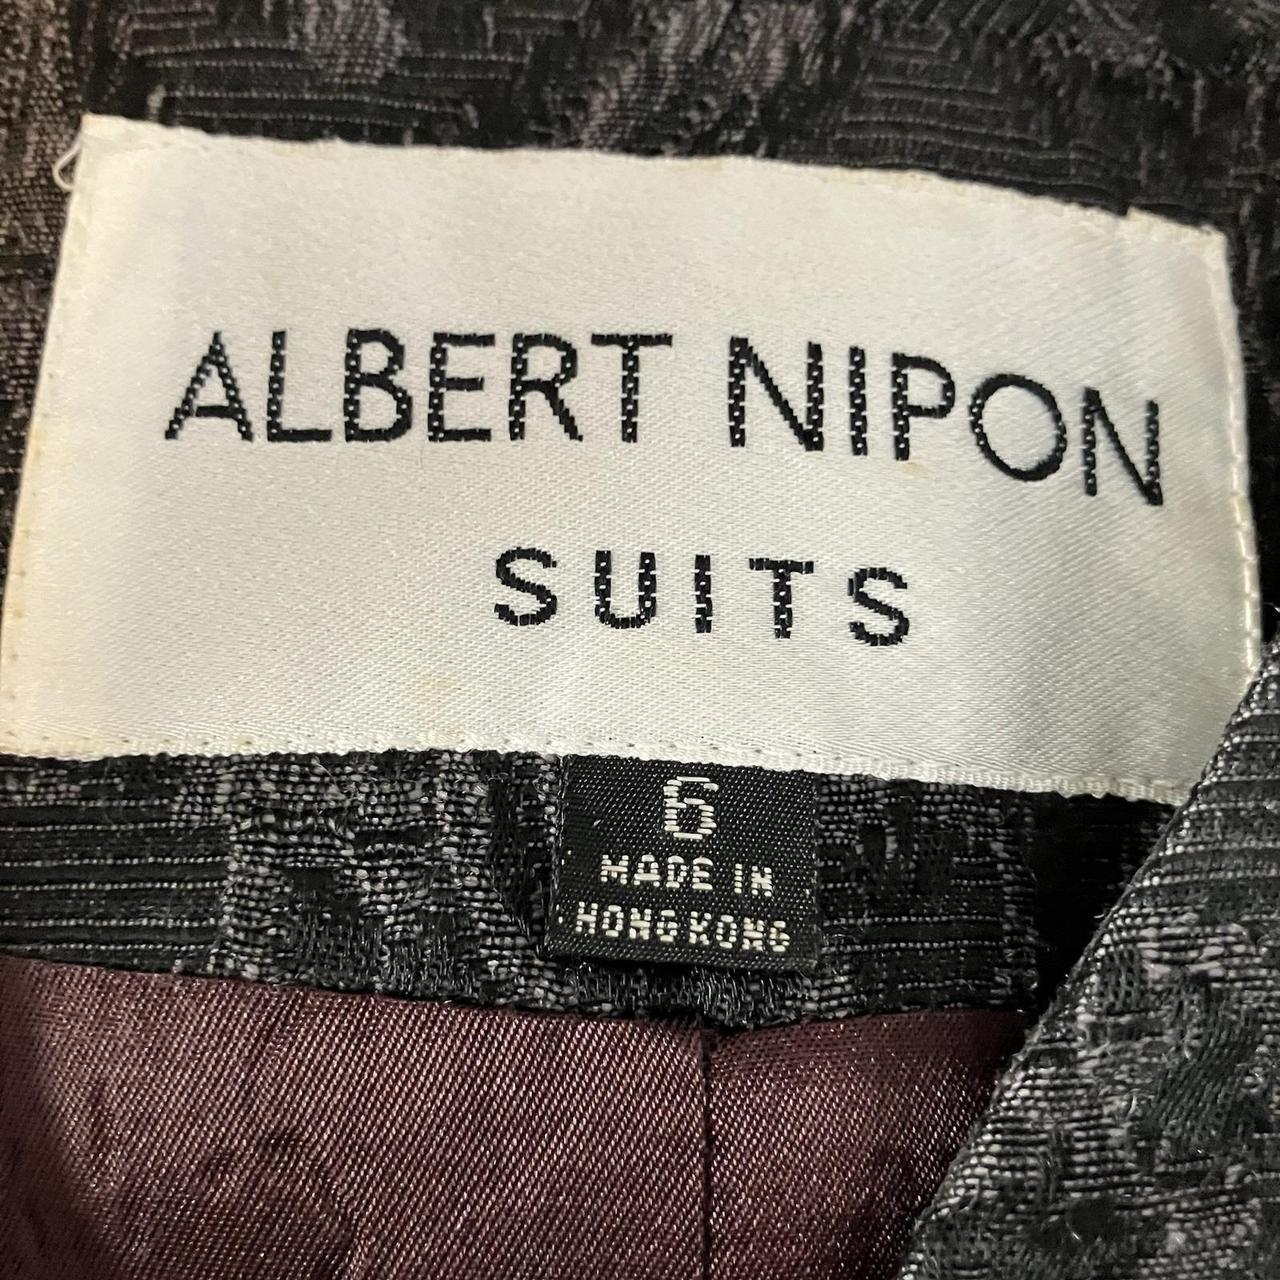 ALBERT NIPON
SUITS
6
MADE IN
HONG KONG